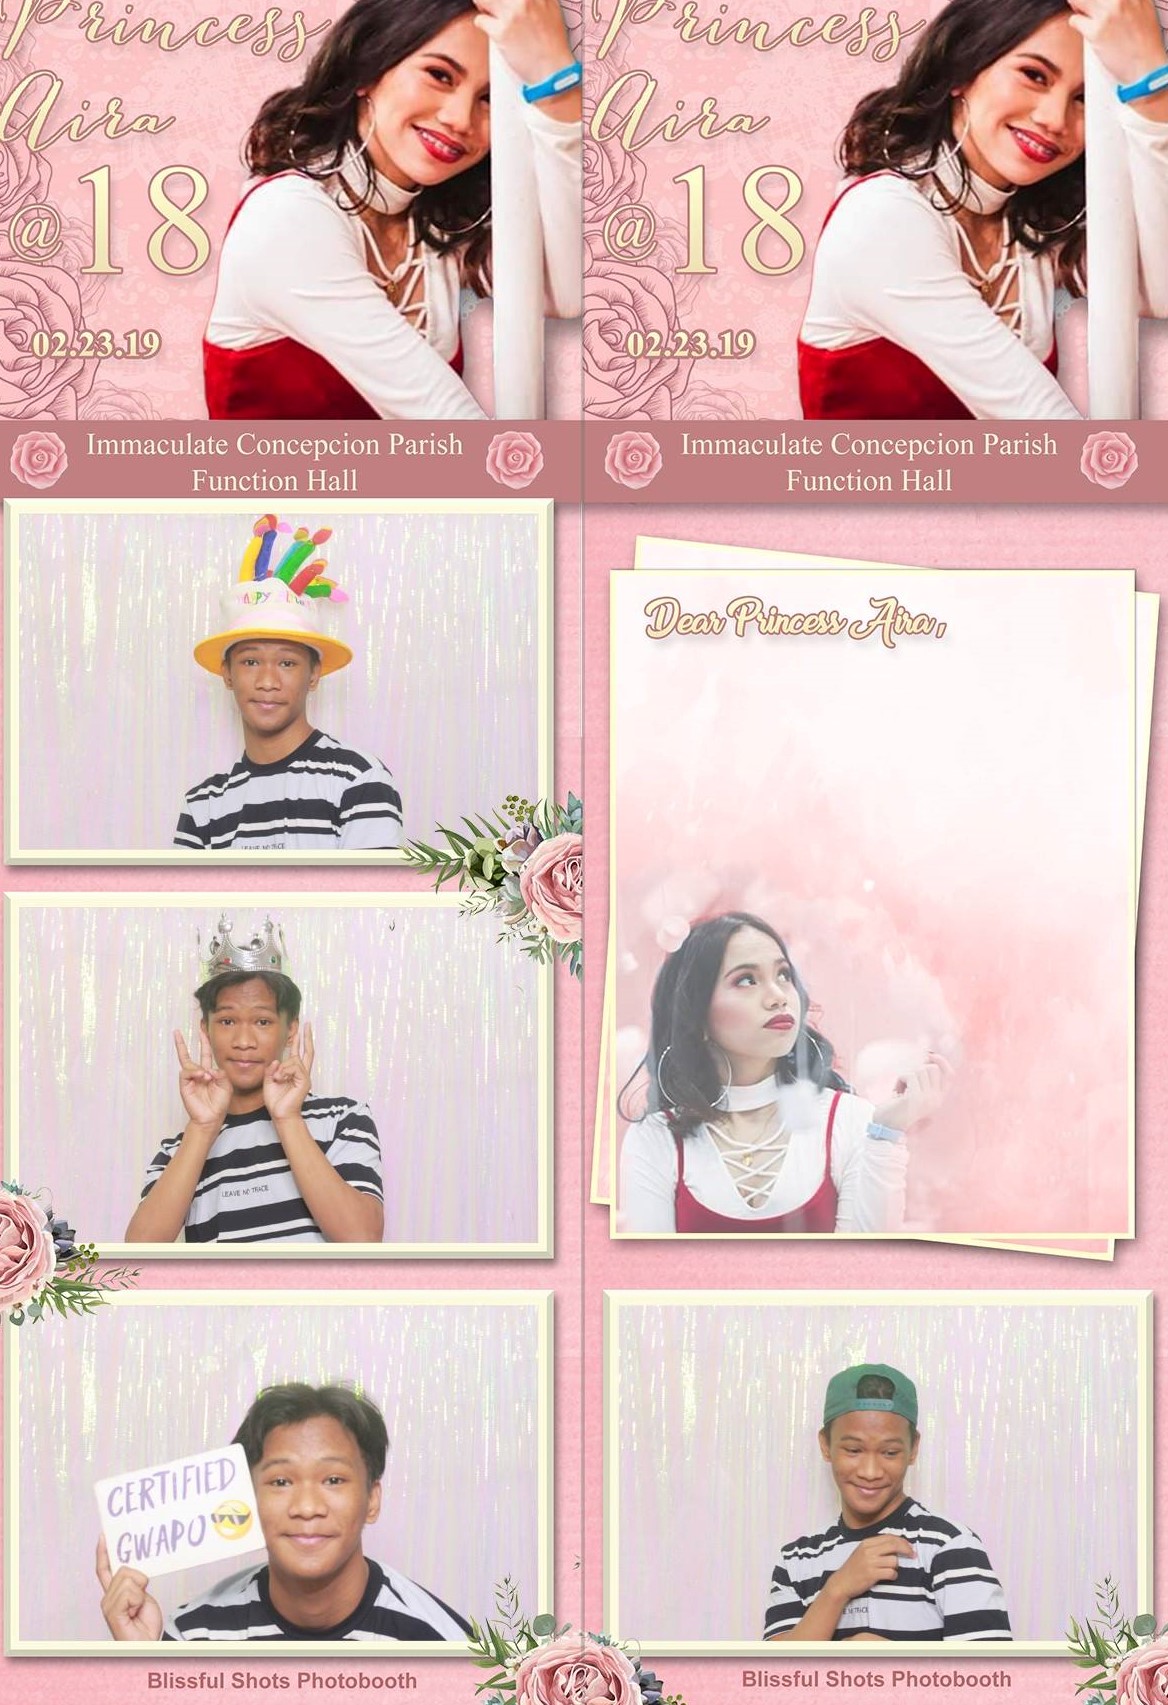 Princess
Aira
@18
02.23.19
Immaculate Concepcion Parish
Function Hall
LEAVE NO TRACE
LEAVE NO TRACE
CERTIFIED
GWAPO
Blissful Shots Photobooth
Princess
Aira
@18
02.23.19
Immaculate Concepcion Parish
Function Hall
Dear Princess Aira,
Blissful Shots Photobooth